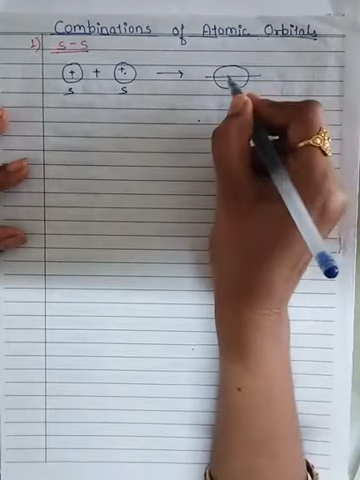 Combinations of Atomic Orbitals
1) s-s
+ + + →
s s